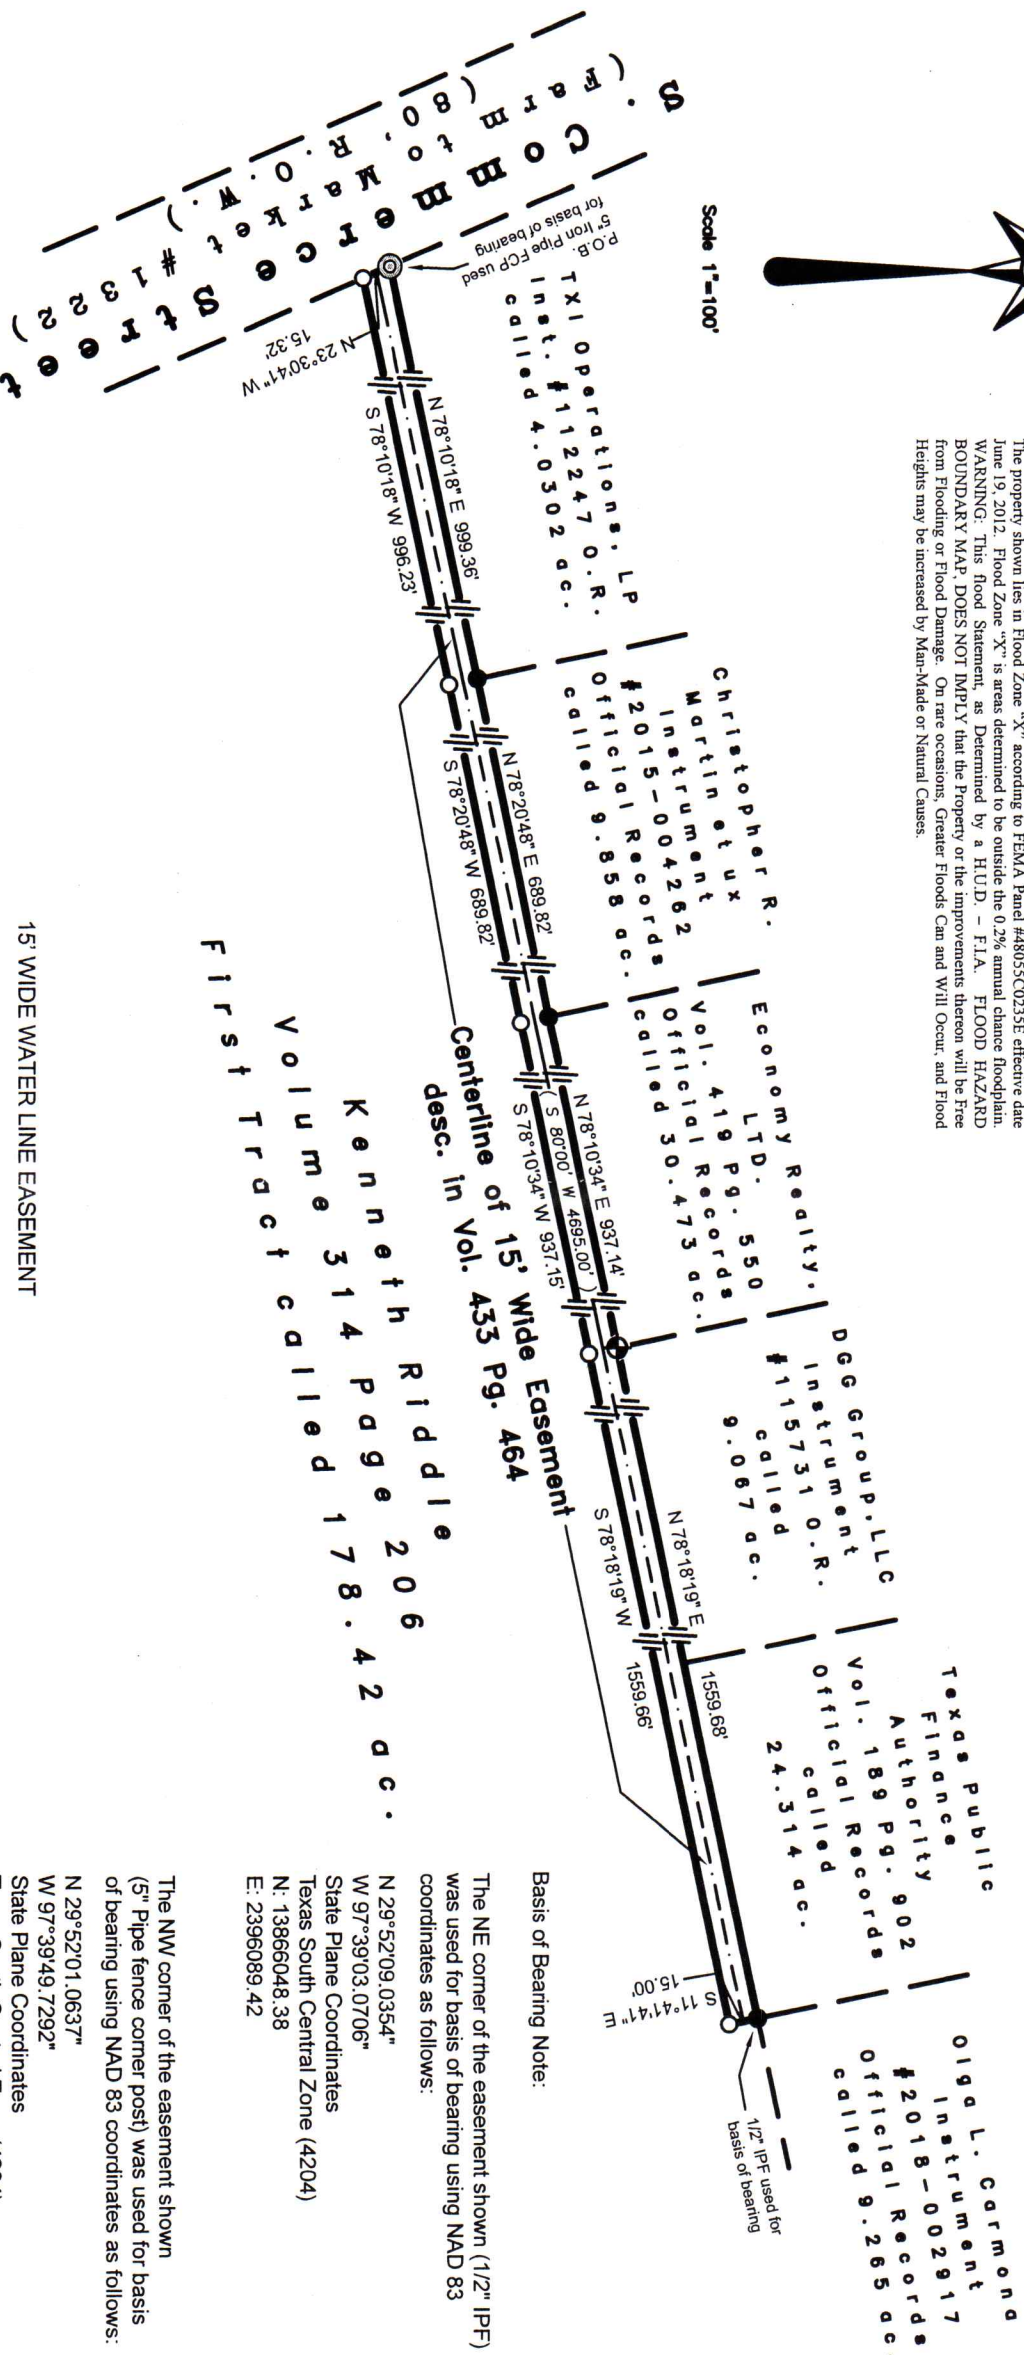 The property shown lies in Flood Zone "X" according to FEMA Panel #48055C0235E effective date
June 19, 2012. Flood Zone "X" is areas determined to be outside the 0.2% annual chance floodplain.
WARNING: This flood Statement, as Determined by a H.U.D. – F.I.A. FLOOD HAZARD
BOUNDARY MAP, DOES NOT IMPLY that the Property or the improvements thereon will be Free
from Flooding or Flood Damage. On rare occasions, Greater Floods Can and Will Occur, and Flood
Heights may be increased by Man-Made or Natural Causes.
Scale 1"=100'
S. Commerce Street
(Farm to Market #1322)
(80' R.O.W.)
P.O.B.
5" Iron Pipe FCP used
for basis of bearing
N 23°30'41" W
15.32'
TXI Operations, LP
Inst. #112247 O.R.
called 4.0302 ac.
Christopher R.
Martin et ux
Instrument
#2015-004262
Official Records
called 9.858 ac.
Economy Realty,
LTD.
Vol. 419 Pg. 550
Official Records
called 30.473 ac.
DGG Group,LLC
Instrument
#115731 O.R.
called
9.067 ac.
Texas Public
Finance
Authority
Vol. 189 Pg. 902
Official Records
called
24.314 ac.
Olga L. Carmona
Instrument
#2018-002917
Official Records
called 9.265 ac
N 78°10'18" E 999.36'
S 78°10'18" W 996.23'
N 78°20'48" E 689.82'
S 78°20'48" W 689.82'
N 78°10'34" E 937.14'
( S 80°00' W 4695.00' )
S 78°10'34" W 937.15'
N 78°18'19" E 1559.68'
S 78°18'19" W 1559.66'
S 11°41'41" E
15.00'
1/2" IPF used for
basis of bearing
Centerline of 15' Wide Easement
desc. in Vol. 433 Pg. 464
Kenneth Riddle
Volume 314 Page 206
First Tract called 178.42 ac.
Basis of Bearing Note:
The NE corner of the easement shown (1/2" IPF)
was used for basis of bearing using NAD 83
coordinates as follows:
N 29°52'09.0354"
W 97°39'03.0706"
State Plane Coordinates
Texas South Central Zone (4204)
N: 13866048.38
E: 2396089.42
The NW corner of the easement shown
(5" Pipe fence corner post) was used for basis
of bearing using NAD 83 coordinates as follows:
N 29°52'01.0637"
W 97°39'49.7292"
State Plane Coordinates
15' WIDE WATER LINE EASEMENT